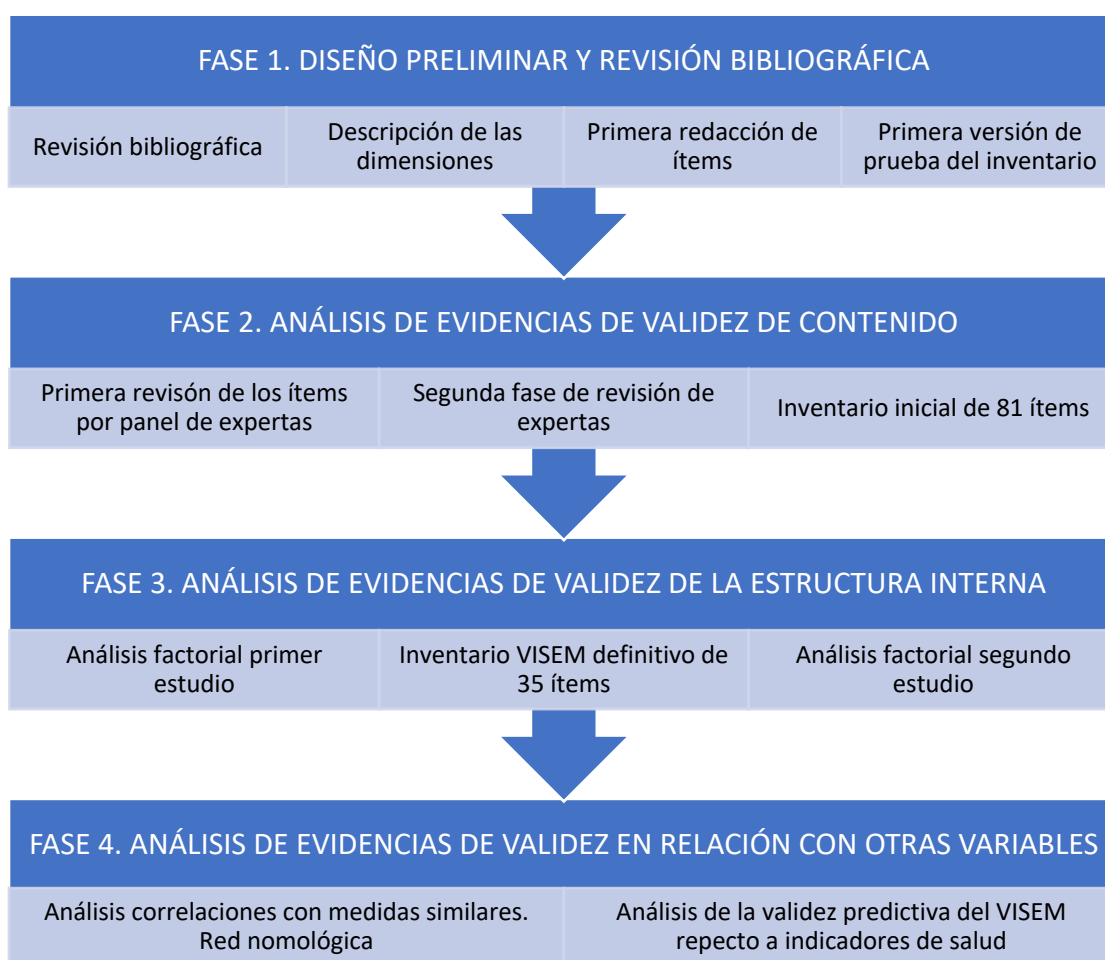 FASE 1. DISEÑO PRELIMINAR Y REVISIÓN BIBLIOGRÁFICA
Revisión bibliográfica
Descripción de las
dimensiones
Primera redacción de
ítems
Primera versión de
prueba del inventario
FASE 2. ANÁLISIS DE EVIDENCIAS DE VALIDEZ DE CONTENIDO
Primera revisón de los ítems
por panel de expertas
Segunda fase de revisión de
expertas
Inventario inicial de 81 ítems
FASE 3. ANÁLISIS DE EVIDENCIAS DE VALIDEZ DE LA ESTRUCTURA INTERNA
Análisis factorial primer
estudio
Inventario VISEM definitivo de
35 ítems
Análisis factorial segundo
estudio
FASE 4. ANÁLISIS DE EVIDENCIAS DE VALIDEZ EN RELACIÓN CON OTRAS VARIABLES
Análisis correlaciones con medidas similares.
Red nomológica
Análisis de la validez predictiva del VISEM
repecto a indicadores de salud